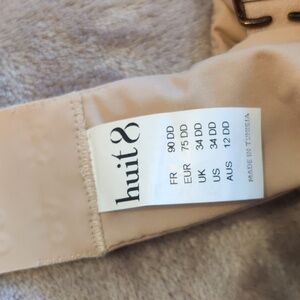 huit 8
FR 90 DD
EUR 75 DD
UK 34 DD
US 34 DD
AUS 12 DD
MADE IN TUNISIA